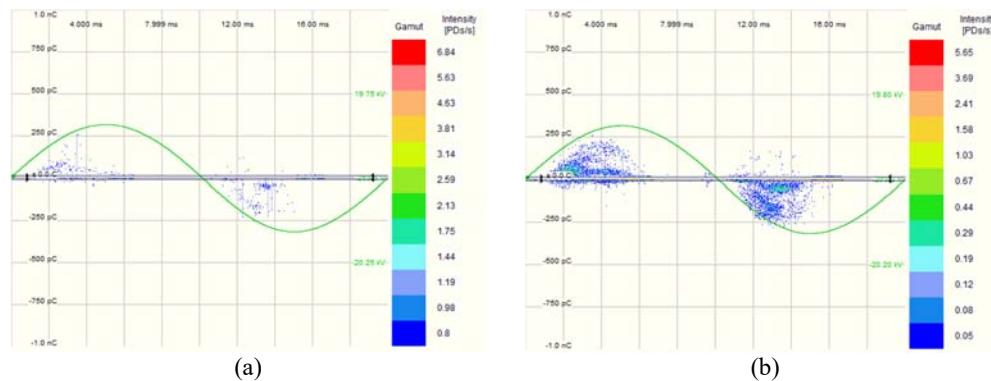 1.0 nC 4.000 ms 7.999 ms 12.00 ms 16.00 ms Gamut Intensity [PDs/s]
750 pC
500 pC
19.75 kV
250 pC
0.0 C
-250 pC
-500 pC
-20.25 kV
-750 pC
-1.0 nC
6.84
5.63
4.63
3.81
3.14
2.59
2.13
1.75
1.44
1.19
0.98
0.8
(a)
1.0 nC 4.000 ms 7.999 ms 12.00 ms 16.00 ms Gamut Intensity [PDs/s]
750 pC
500 pC
19.80 kV
250 pC
0.0 C
-250 pC
-500 pC
-20.20 kV
-750 pC
-1.0 nC
5.65
3.69
2.41
1.58
1.03
0.67
0.44
0.29
0.19
0.12
0.08
0.05
(b)